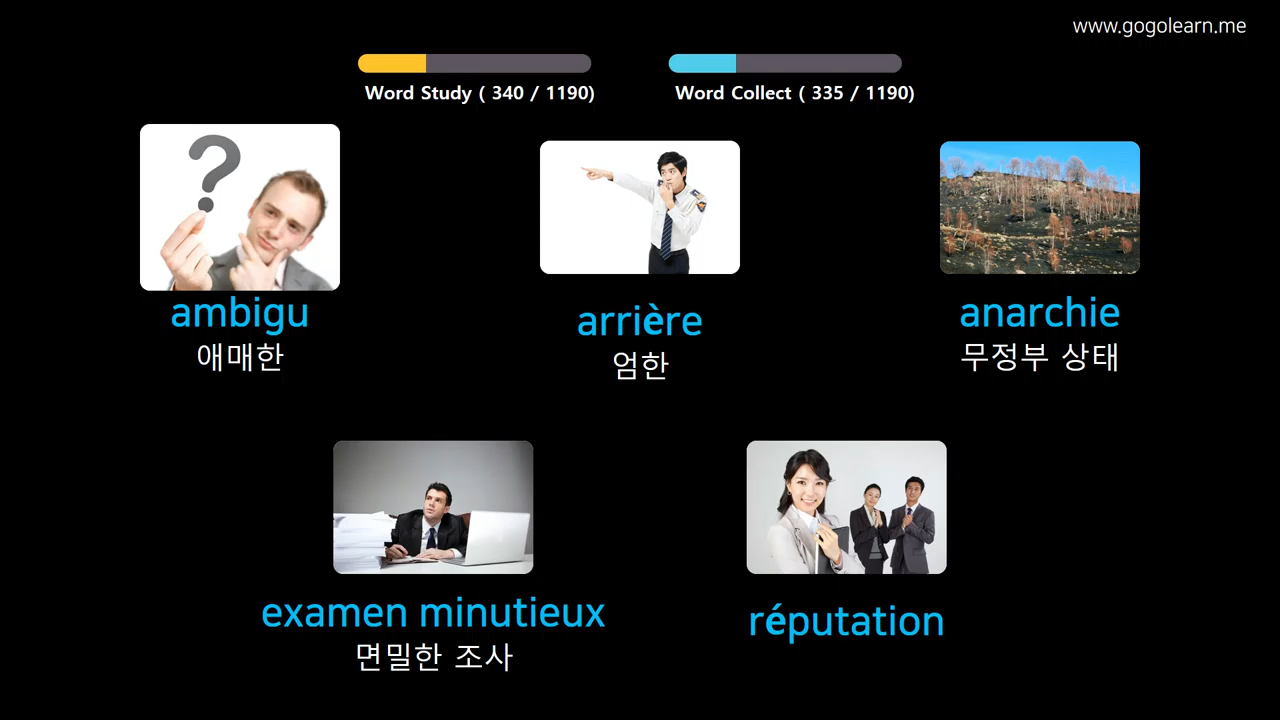 www.gogolearn.me
Word Study ( 340 / 1190)
Word Collect ( 335 / 1190)
ambigu
애매한
arrière
엄한
anarchie
무정부 상태
examen minutieux
면밀한 조사
réputation